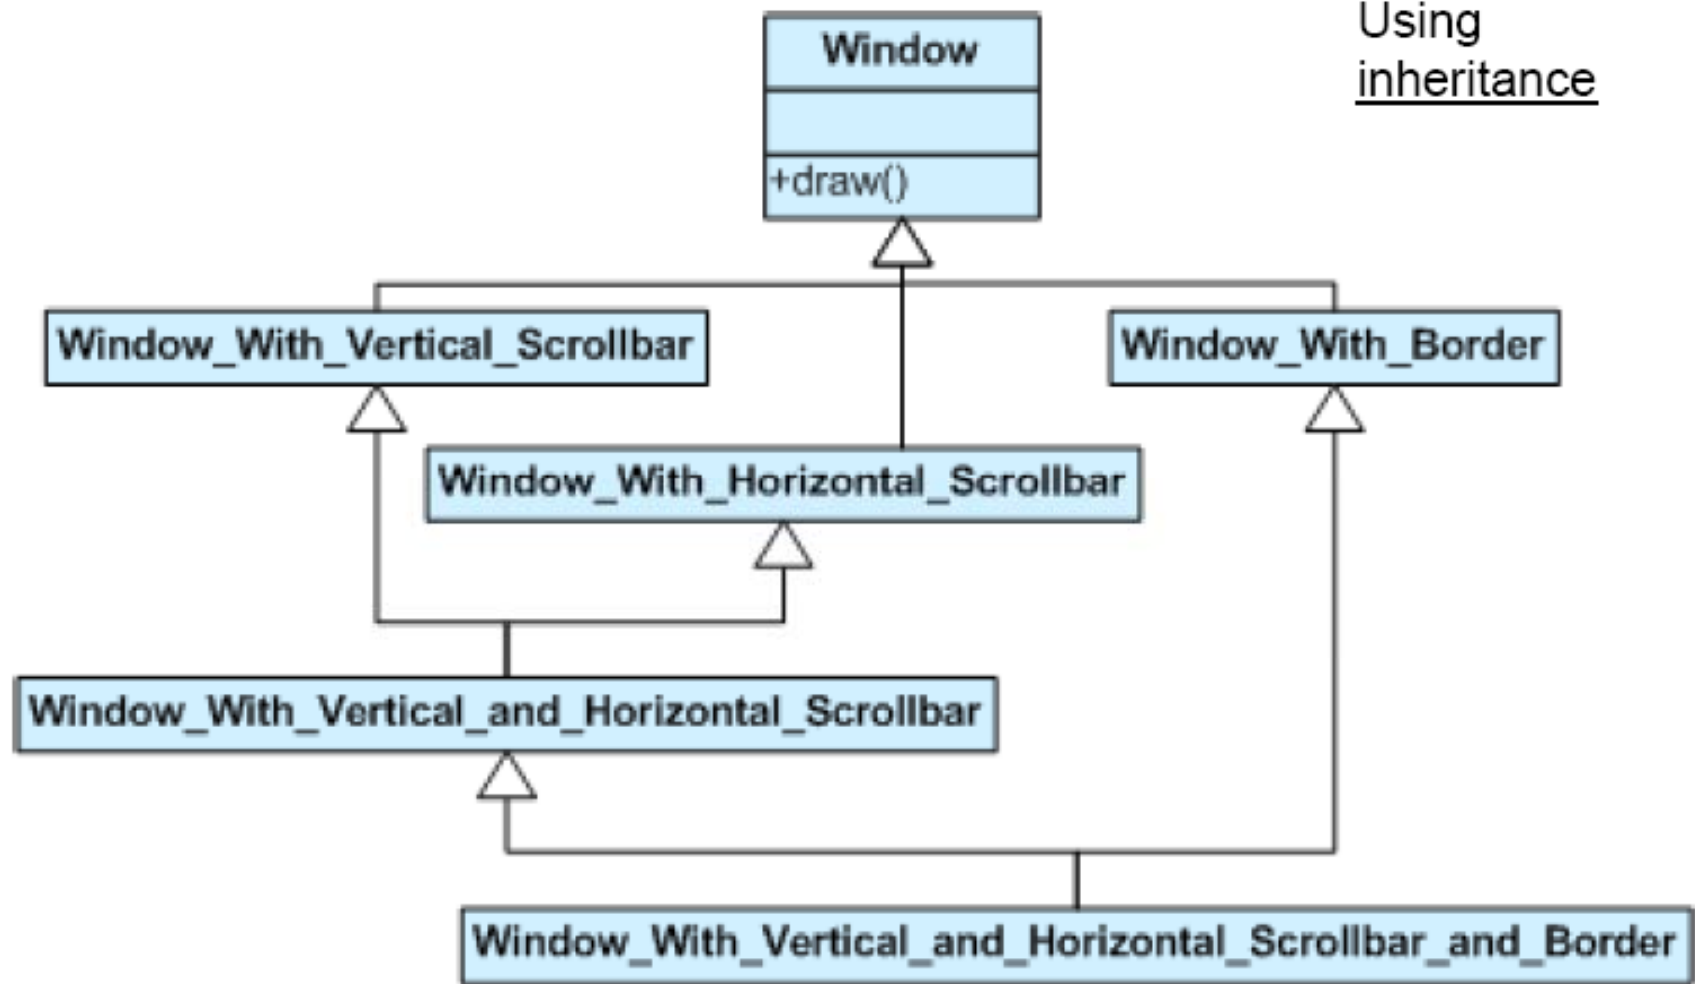 Using
inheritance
Window
+draw()
Window_With_Vertical_Scrollbar
Window_With_Border
Window_With_Horizontal_Scrollbar
Window_With_Vertical_and_Horizontal_Scrollbar
Window_With_Vertical_and_Horizontal_Scrollbar_and_Border